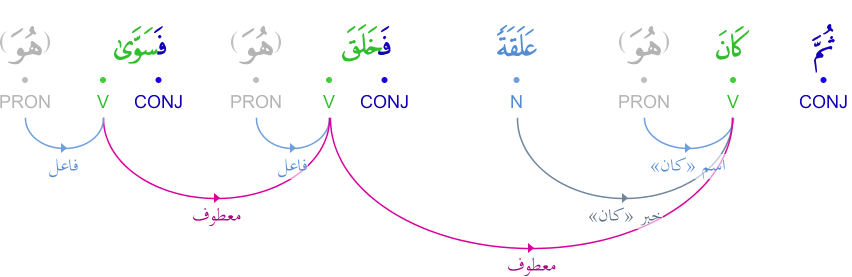 ثُمَّ كَانَ (هُوَ) عَلَقَةً فَخَلَقَ (هُوَ) فَسَوَّىٰ (هُوَ)
CONJ V PRON N CONJ V PRON CONJ V PRON
اسم «كان» فاعل فاعل
خبر «كان» معطوف
معطوف